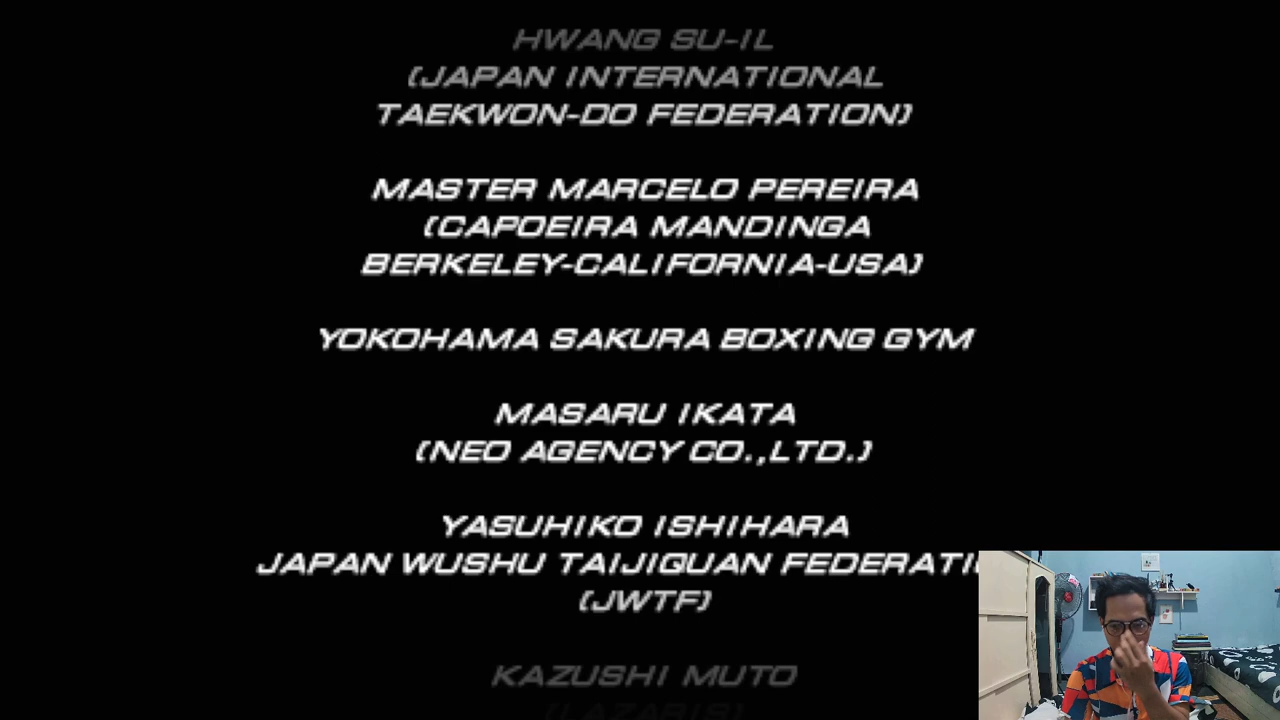 HWANG SU-IL
(JAPAN INTERNATIONAL
TAEKWON-DO FEDERATION)
MASTER MARCELO PEREIRA
(CAPOEIRA MANDINGA
BERKELEY-CALIFORNIA-USA)
YOKOHAMA SAKURA BOXING GYM
MASARU IKATA
(NEO AGENCY CO.,LTD.)
YASUHIKO ISHIHARA
JAPAN WUSHU TAIJIQUAN FEDERATI
(JWTF)
KAZUSHI MUTO
(LAZARIS)